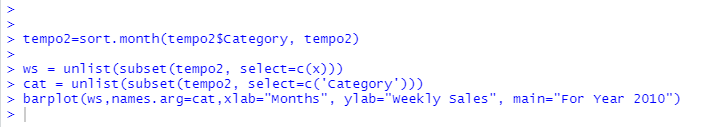 >
>
> tempo2=sort.month(tempo2$Category, tempo2)
>
> ws = unlist(subset(tempo2, select=c(x)))
> cat = unlist(subset(tempo2, select=c('Category')))
> barplot(ws,names.arg=cat,xlab="Months", ylab="Weekly Sales", main="For Year 2010")
>